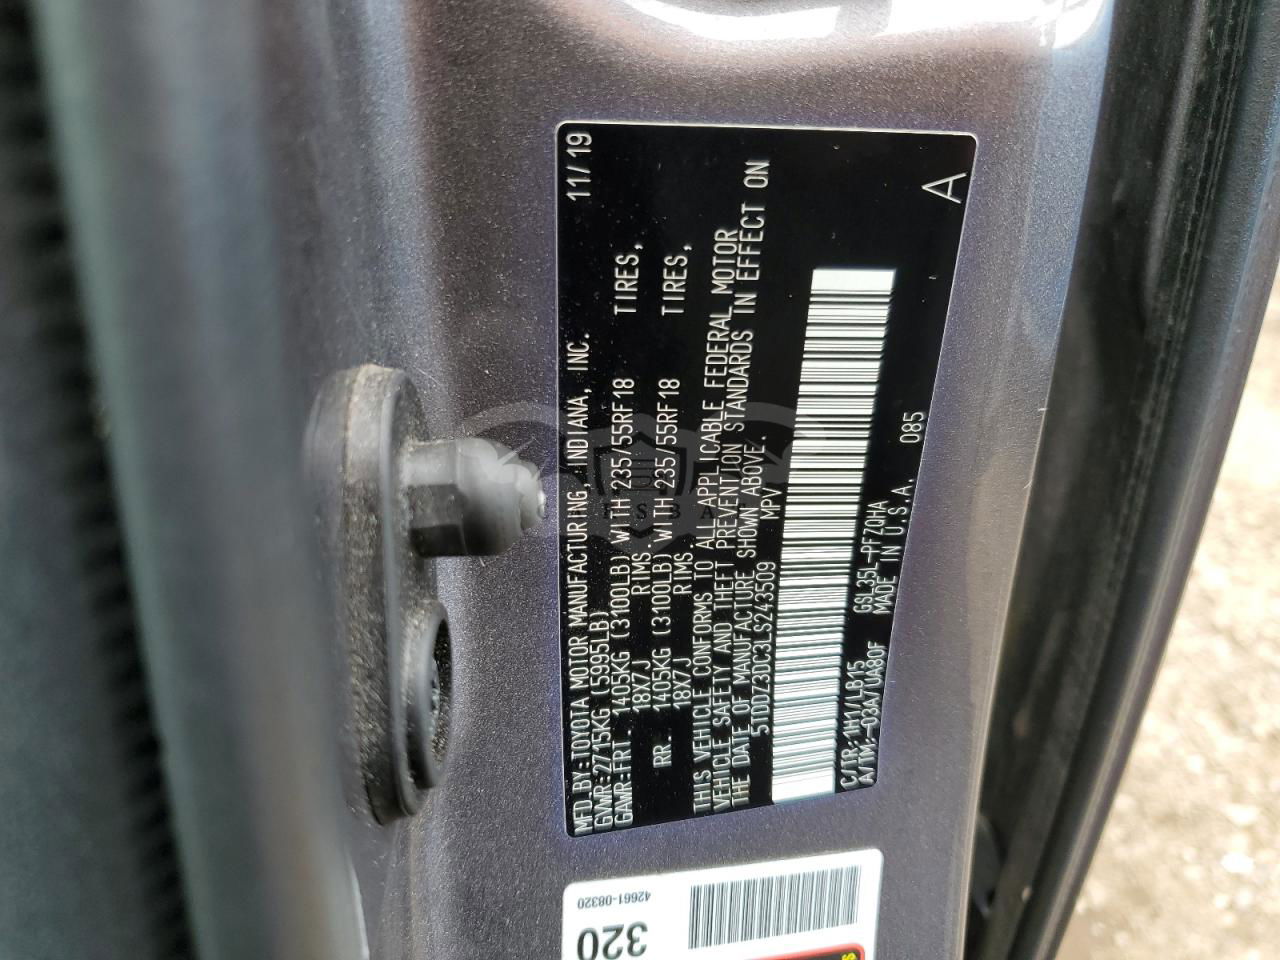 MFD.BY:TOYOTA MOTOR MANUFACTURING, INDIANA, INC. 11/19
GVWR:2715KG(5995LB)
GAWR:FRT. 1405KG(3100LB)WITH 235/55RF18 TIRES,
18X7J RIMS.
RR. 1405KG(3100LB)WITH 235/55RF18 TIRES,
18X7J RIMS.
THIS VEHICLE CONFORMS TO ALL APPLICABLE FEDERAL MOTOR
VEHICLE SAFETY AND THEFT PREVENTION STANDARDS IN EFFECT ON
THE DATE OF MANUFACTURE SHOWN ABOVE.
5TDDZ3DC3LS243509 MPV
C/TR:1H1/LB15 GSL35L-PFZQHA 085
A/TM:-03A/UA80F MADE IN U.S.A. A
42661-08320
320